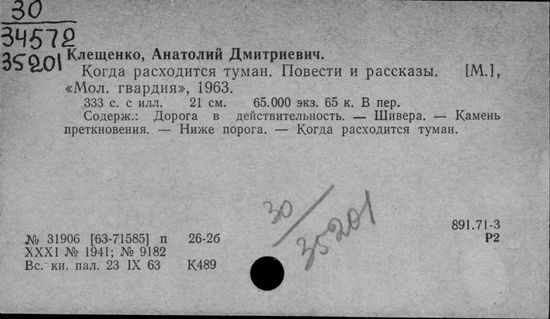 30
34572
35201
Клещенко, Анатолий Дмитриевич.
Когда расходится туман. Повести и рассказы. [М.],
«Мол. гвардия», 1963.
333 с. с илл. 21 см. 65.000 экз. 65 к. В пер.
Содерж.: Дорога в действительность. — Шивера. — Камень
преткновения. — Ниже порога. — Когда расходится туман.
30
35201
891.71-3
№ 31906 [63-71585] п 26-2б Р2
XXXI № 1941; № 9182
Вс. кн. пал. 23 IX 63 К489